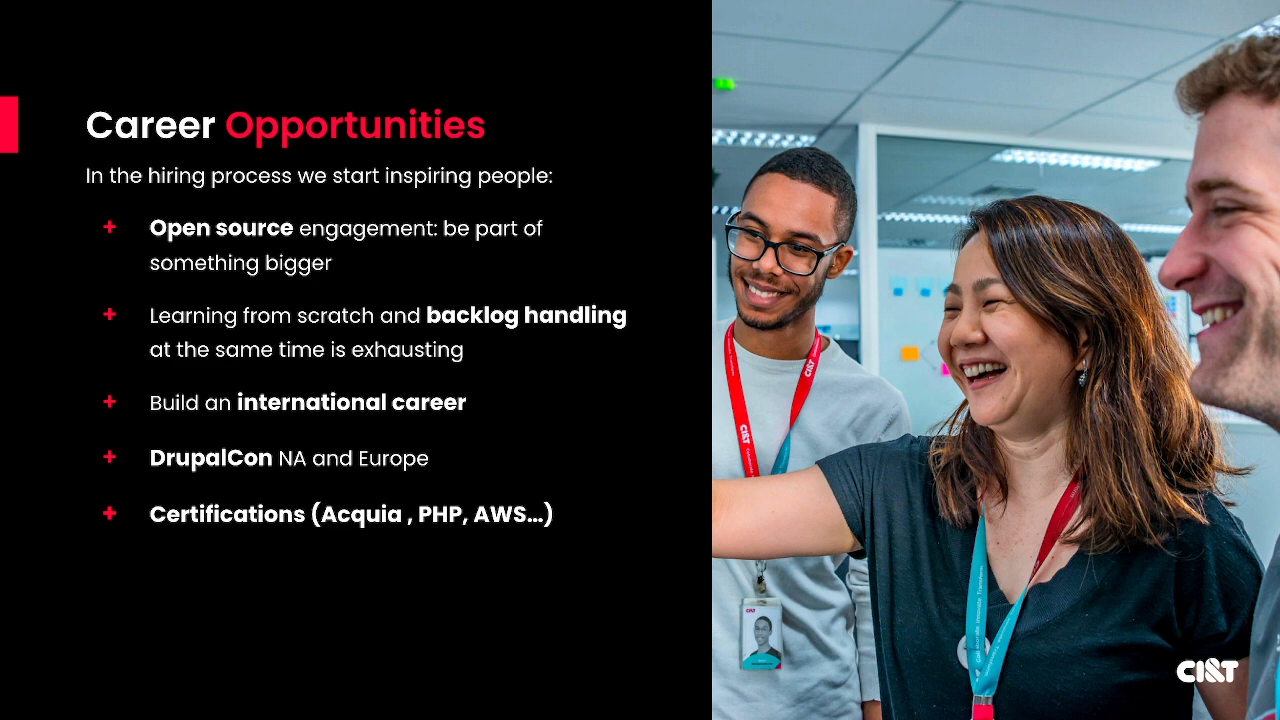 Career Opportunities
In the hiring process we start inspiring people:
+ Open source engagement: be part of
something bigger
+ Learning from scratch and backlog handling
at the same time is exhausting
+ Build an international career
+ DrupalCon NA and Europe
+ Certifications (Acquia , PHP, AWS...)
CI&T
CI&T
CI&T